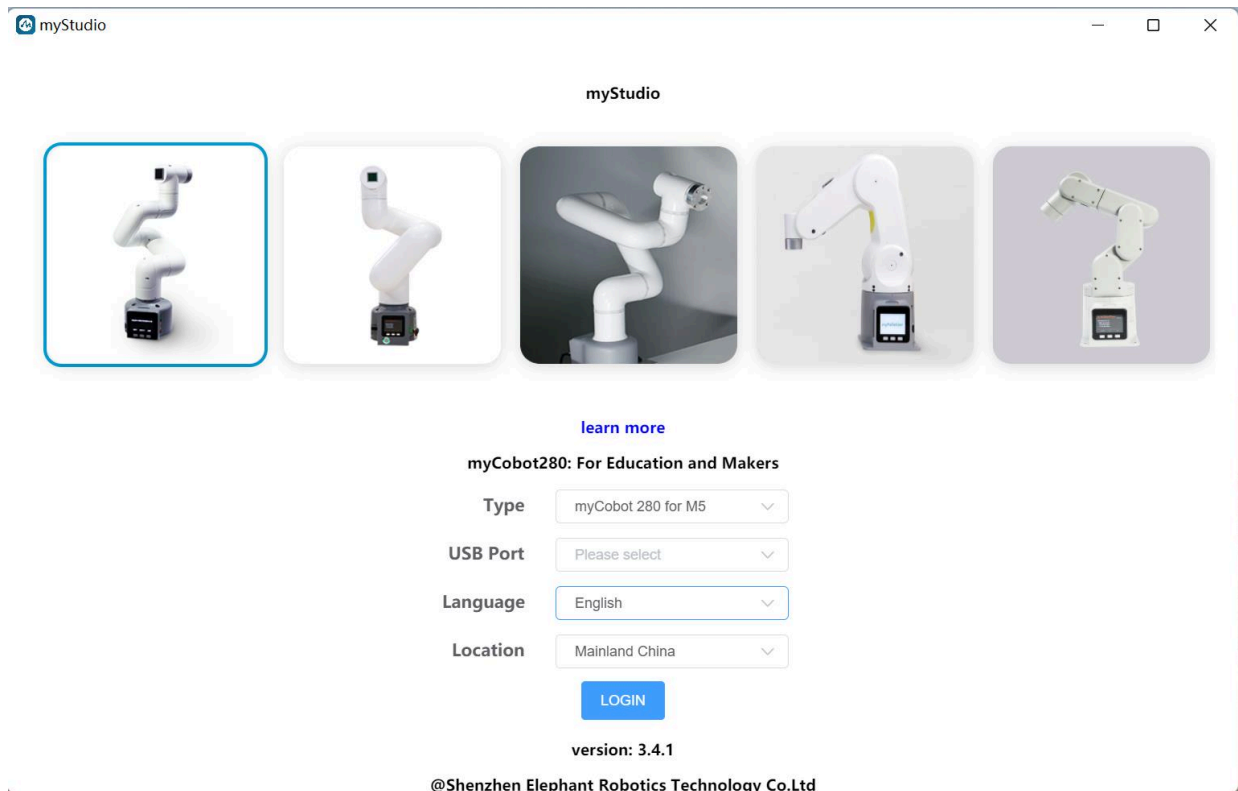 myStudio
myStudio
learn more
myCobot280: For Education and Makers
Type myCobot 280 for M5
USB Port Please select
Language English
Location Mainland China
LOGIN
version: 3.4.1
@Shenzhen Elephant Robotics Technology Co.Ltd